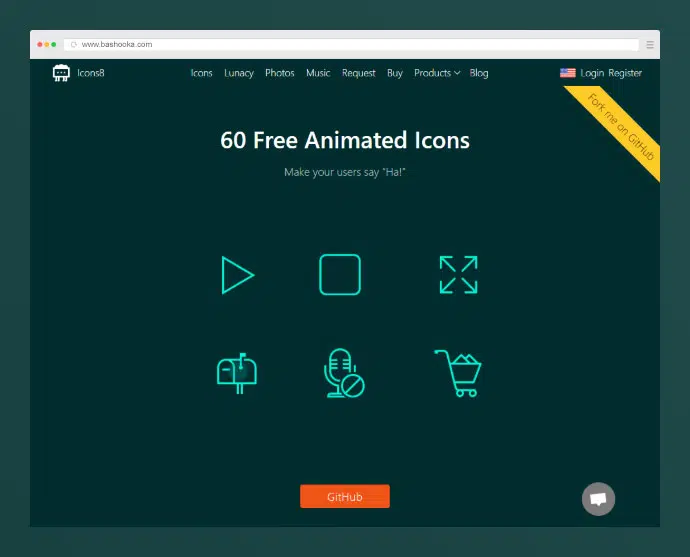 www.bashooka.com
Icons8 Icons Lunacy Photos Music Request Buy Products Blog Login Register
Fork me on GitHub
60 Free Animated Icons
Make your users say "Ha!"
GitHub